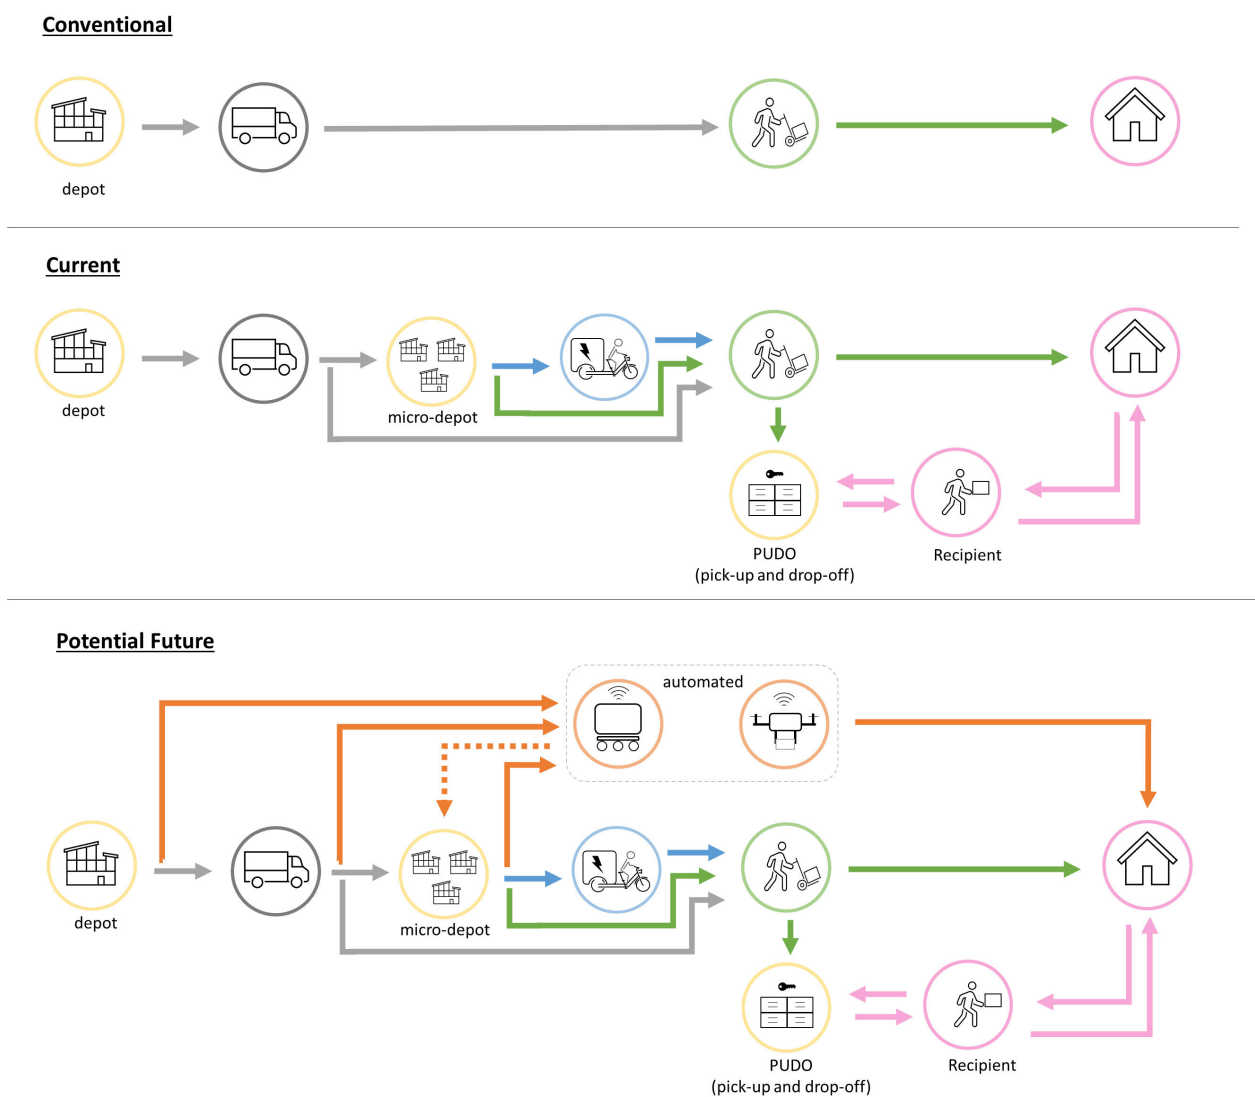 Conventional
depot
Current
depot
micro-depot
PUDO
(pick-up and drop-off)
Recipient
Potential Future
automated
depot
micro-depot
PUDO
(pick-up and drop-off)
Recipient